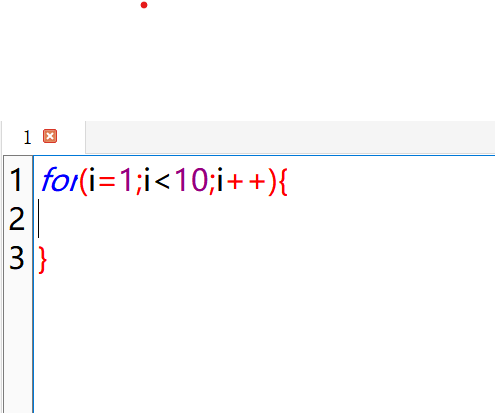 1
1 for(i=1;i<10;i++){
2
3 }